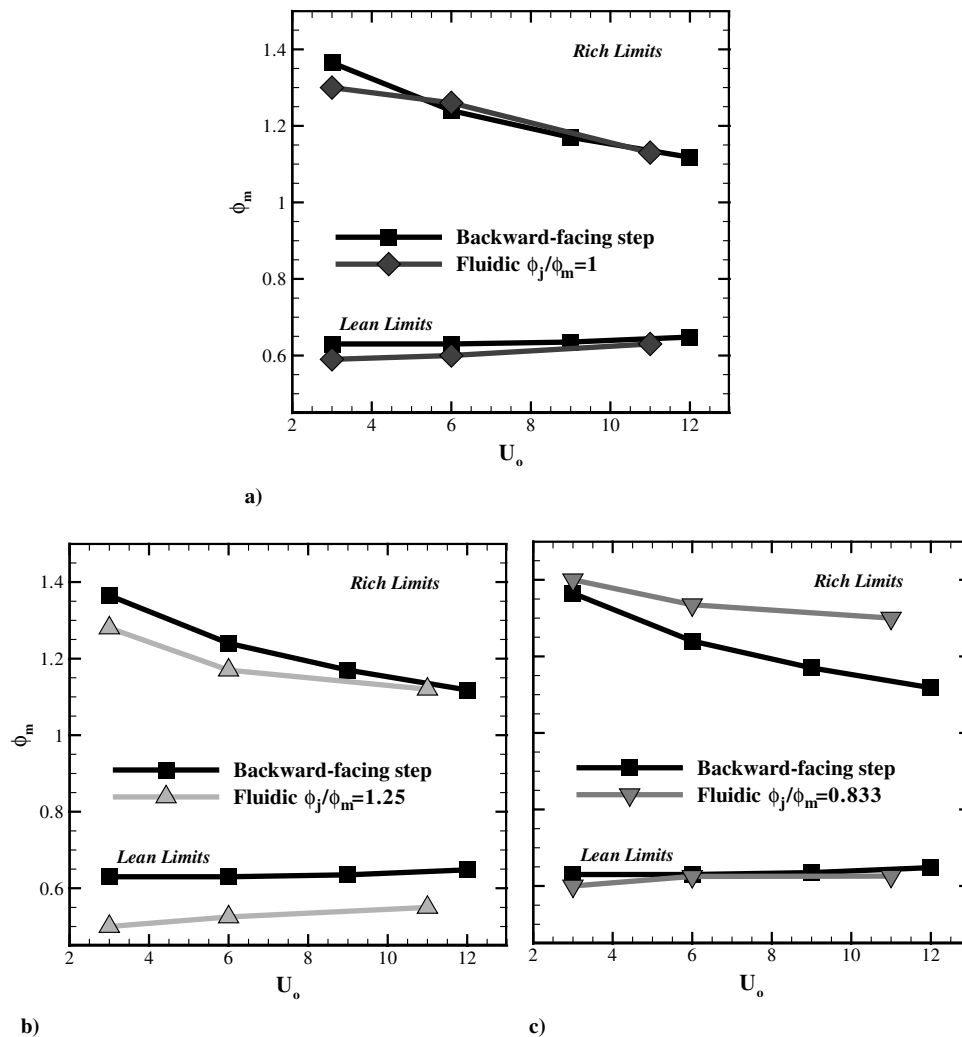 1.4
1.2
1
0.8
0.6
ϕm
Rich Limits
Backward-facing step
Fluidic ϕj/ϕm=1
Lean Limits
2 4 6 8 10 12
Uo
a)
1.4
1.2
1
0.8
0.6
ϕm
Rich Limits
Backward-facing step
Fluidic ϕj/ϕm=1.25
Lean Limits
2 4 6 8 10 12
Uo
b)
Rich Limits
Backward-facing step
Fluidic ϕj/ϕm=0.833
Lean Limits
2 4 6 8 10 12
Uo
c)